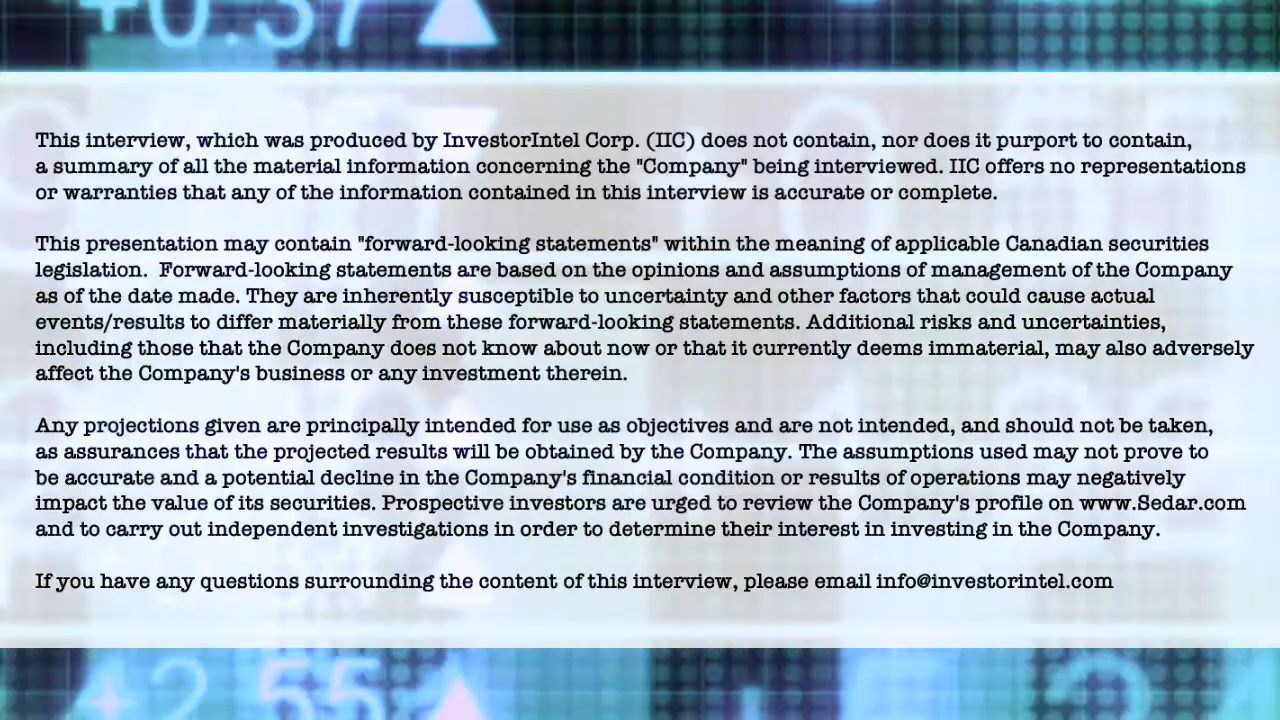 +0.37
This interview, which was produced by InvestorIntel Corp. (IIC) does not contain, nor does it purport to contain,
a summary of all the material information concerning the "Company" being interviewed. IIC offers no representations
or warranties that any of the information contained in this interview is accurate or complete.
This presentation may contain "forward-looking statements" within the meaning of applicable Canadian securities
legislation.  Forward-looking statements are based on the opinions and assumptions of management of the Company
as of the date made. They are inherently susceptible to uncertainty and other factors that could cause actual
events/results to differ materially from these forward-looking statements. Additional risks and uncertainties,
including those that the Company does not know about now or that it currently deems immaterial, may also adversely
affect the Company's business or any investment therein.
Any projections given are principally intended for use as objectives and are not intended, and should not be taken,
as assurances that the projected results will be obtained by the Company. The assumptions used may not prove to
be accurate and a potential decline in the Company's financial condition or results of operations may negatively
impact the value of its securities. Prospective investors are urged to review the Company's profile on www.Sedar.com
and to carry out independent investigations in order to determine their interest in investing in the Company.
If you have any questions surrounding the content of this interview, please email info@investorintel.com
+2.55